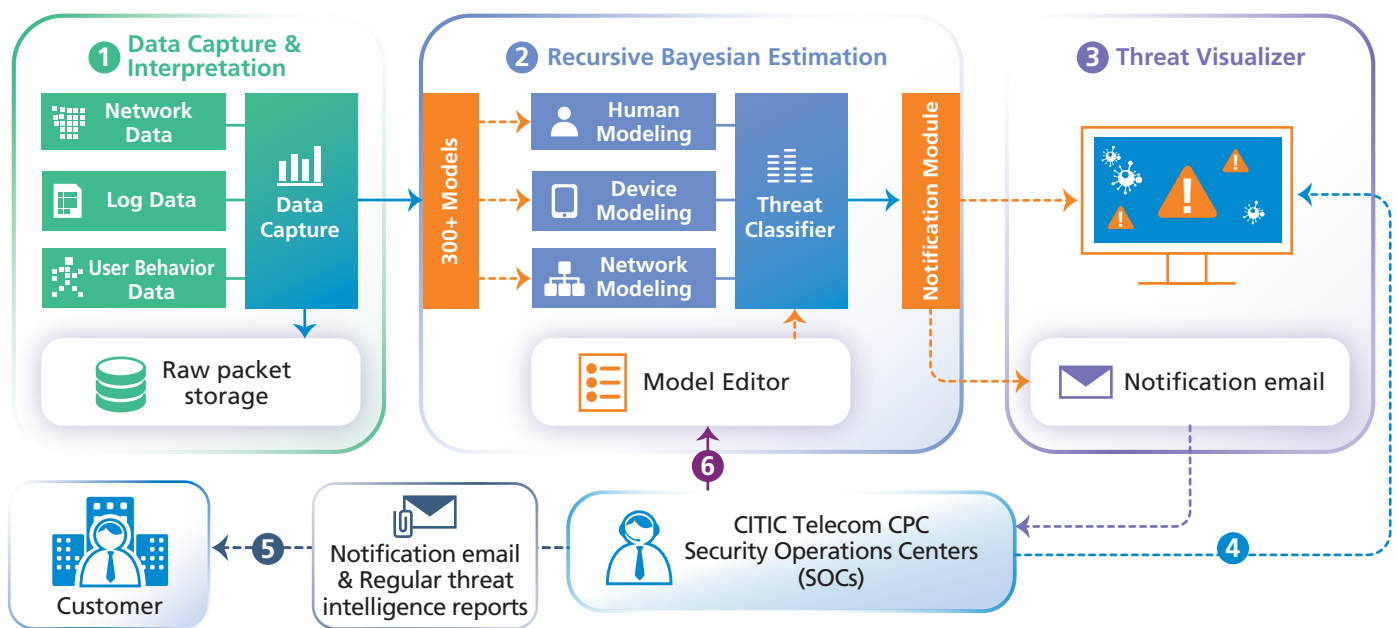 1 Data Capture &
Interpretation
Network
Data
Log Data
User Behavior
Data
Data
Capture
Raw packet
storage
2 Recursive Bayesian Estimation
300+ Models
Human
Modeling
Device
Modeling
Network
Modeling
Threat
Classifier
Notification Module
Model Editor
3 Threat Visualizer
Notification email
6
CITIC Telecom CPC
Security Operations Centers
(SOCs)
4
5
Notification email
& Regular threat
intelligence reports
Customer